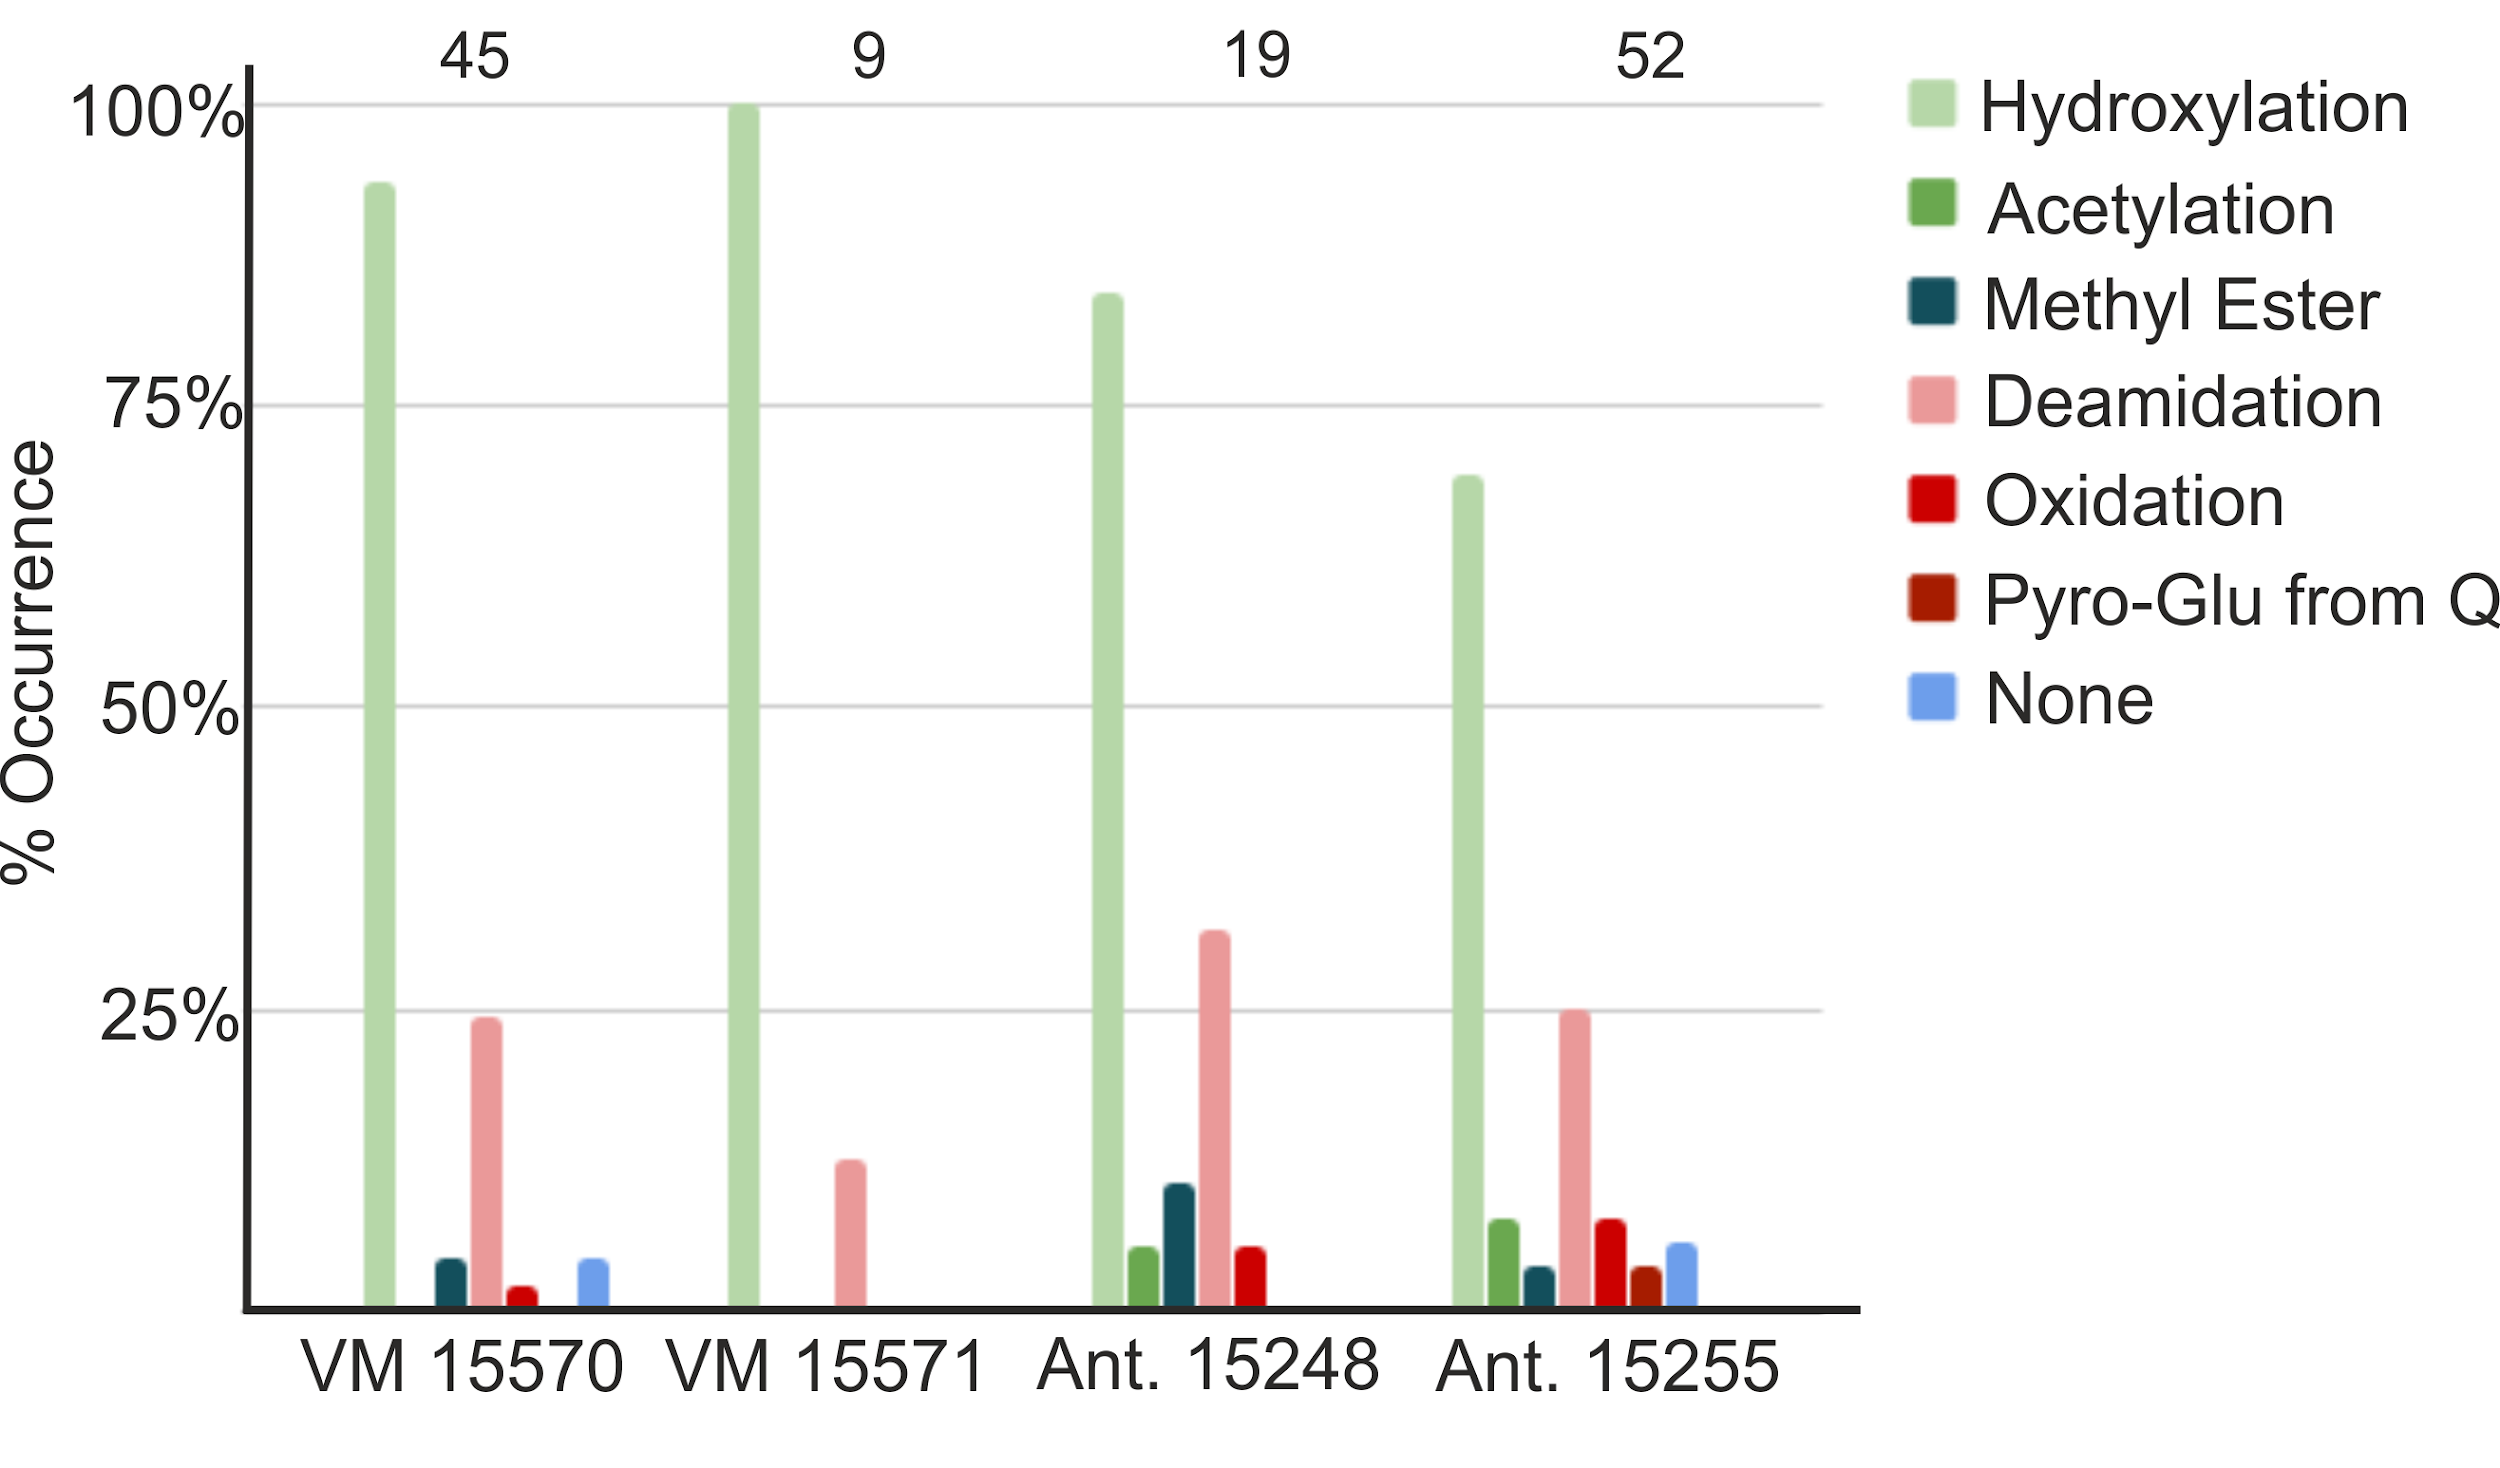 45 9 19 52
100%
75%
50%
25%
% Occurrence
VM 15570 VM 15571 Ant. 15248 Ant. 15255
Hydroxylation
Acetylation
Methyl Ester
Deamidation
Oxidation
Pyro-Glu from Q
None